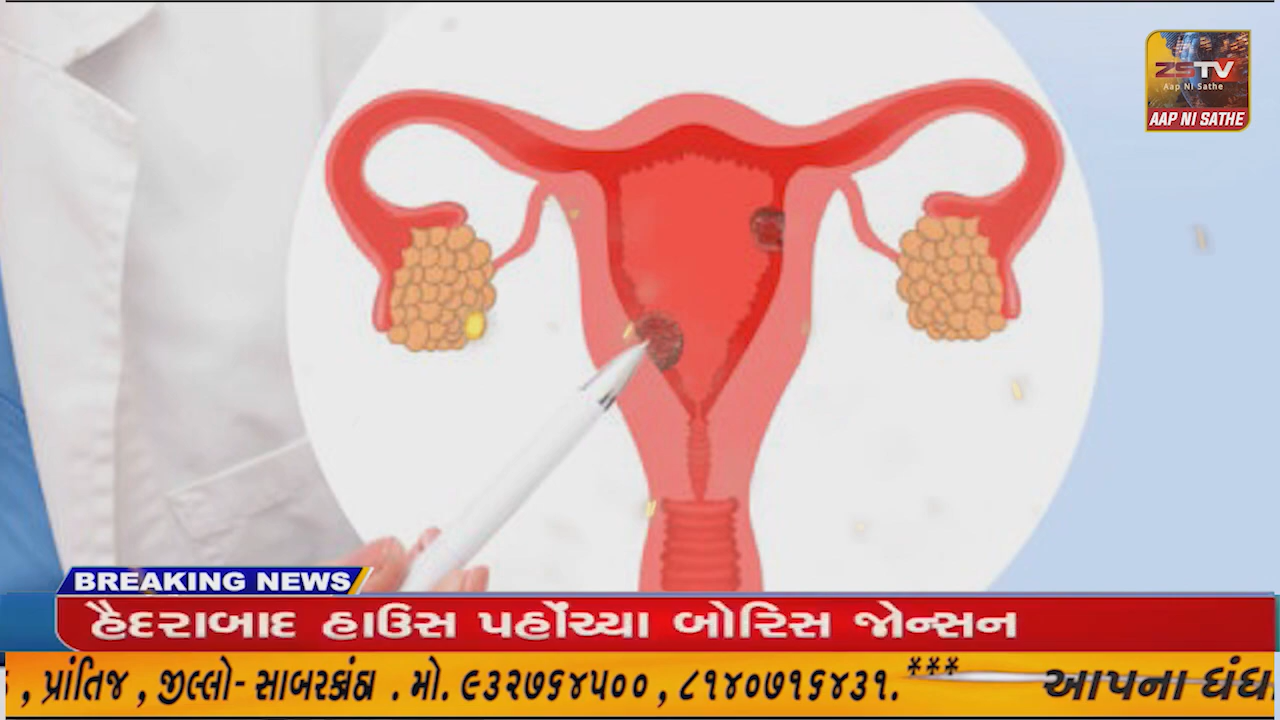 ZSTV
Aap Ni Sathe
AAP NI SATHE
BREAKING NEWS
હૈદરાબાદ હાઉસ પહોંચ્યા બોરિસ જોન્સન
, પ્રાંતિજ , જીલ્લો- સાબરકાંઠા . મો. ૯૩૨૭૬૪૫૦૦ , ૮૧૪૦૭૧૬૪૩૧. *** આપના